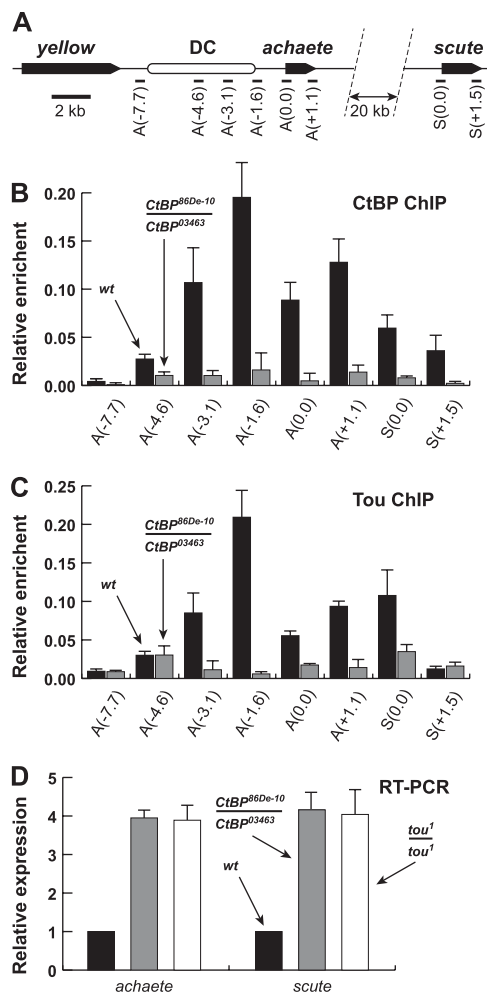 A
yellow DC achaete scute
2 kb A(-7.7) A(-4.6) A(-3.1) A(-1.6) A(0.0) A(+1.1) 20 kb S(0.0) S(+1.5)
B
CtBP ChIP
Relative enrichment
0.20
0.15
0.10
0.05
0.00
wt
CtBP86De-10
CtBP03463
A(-7.7) A(-4.6) A(-3.1) A(-1.6) A(0.0) A(+1.1) S(0.0) S(+1.5)
C
Tou ChIP
Relative enrichment
0.25
0.20
0.15
0.10
0.05
0.00
wt
CtBP86De-10
CtBP03463
A(-7.7) A(-4.6) A(-3.1) A(-1.6) A(0.0) A(+1.1) S(0.0) S(+1.5)
D
RT-PCR
Relative expression
5
4
3
2
1
0
CtBP86De-10
CtBP03463
wt
tou1
tou1
achaete scute